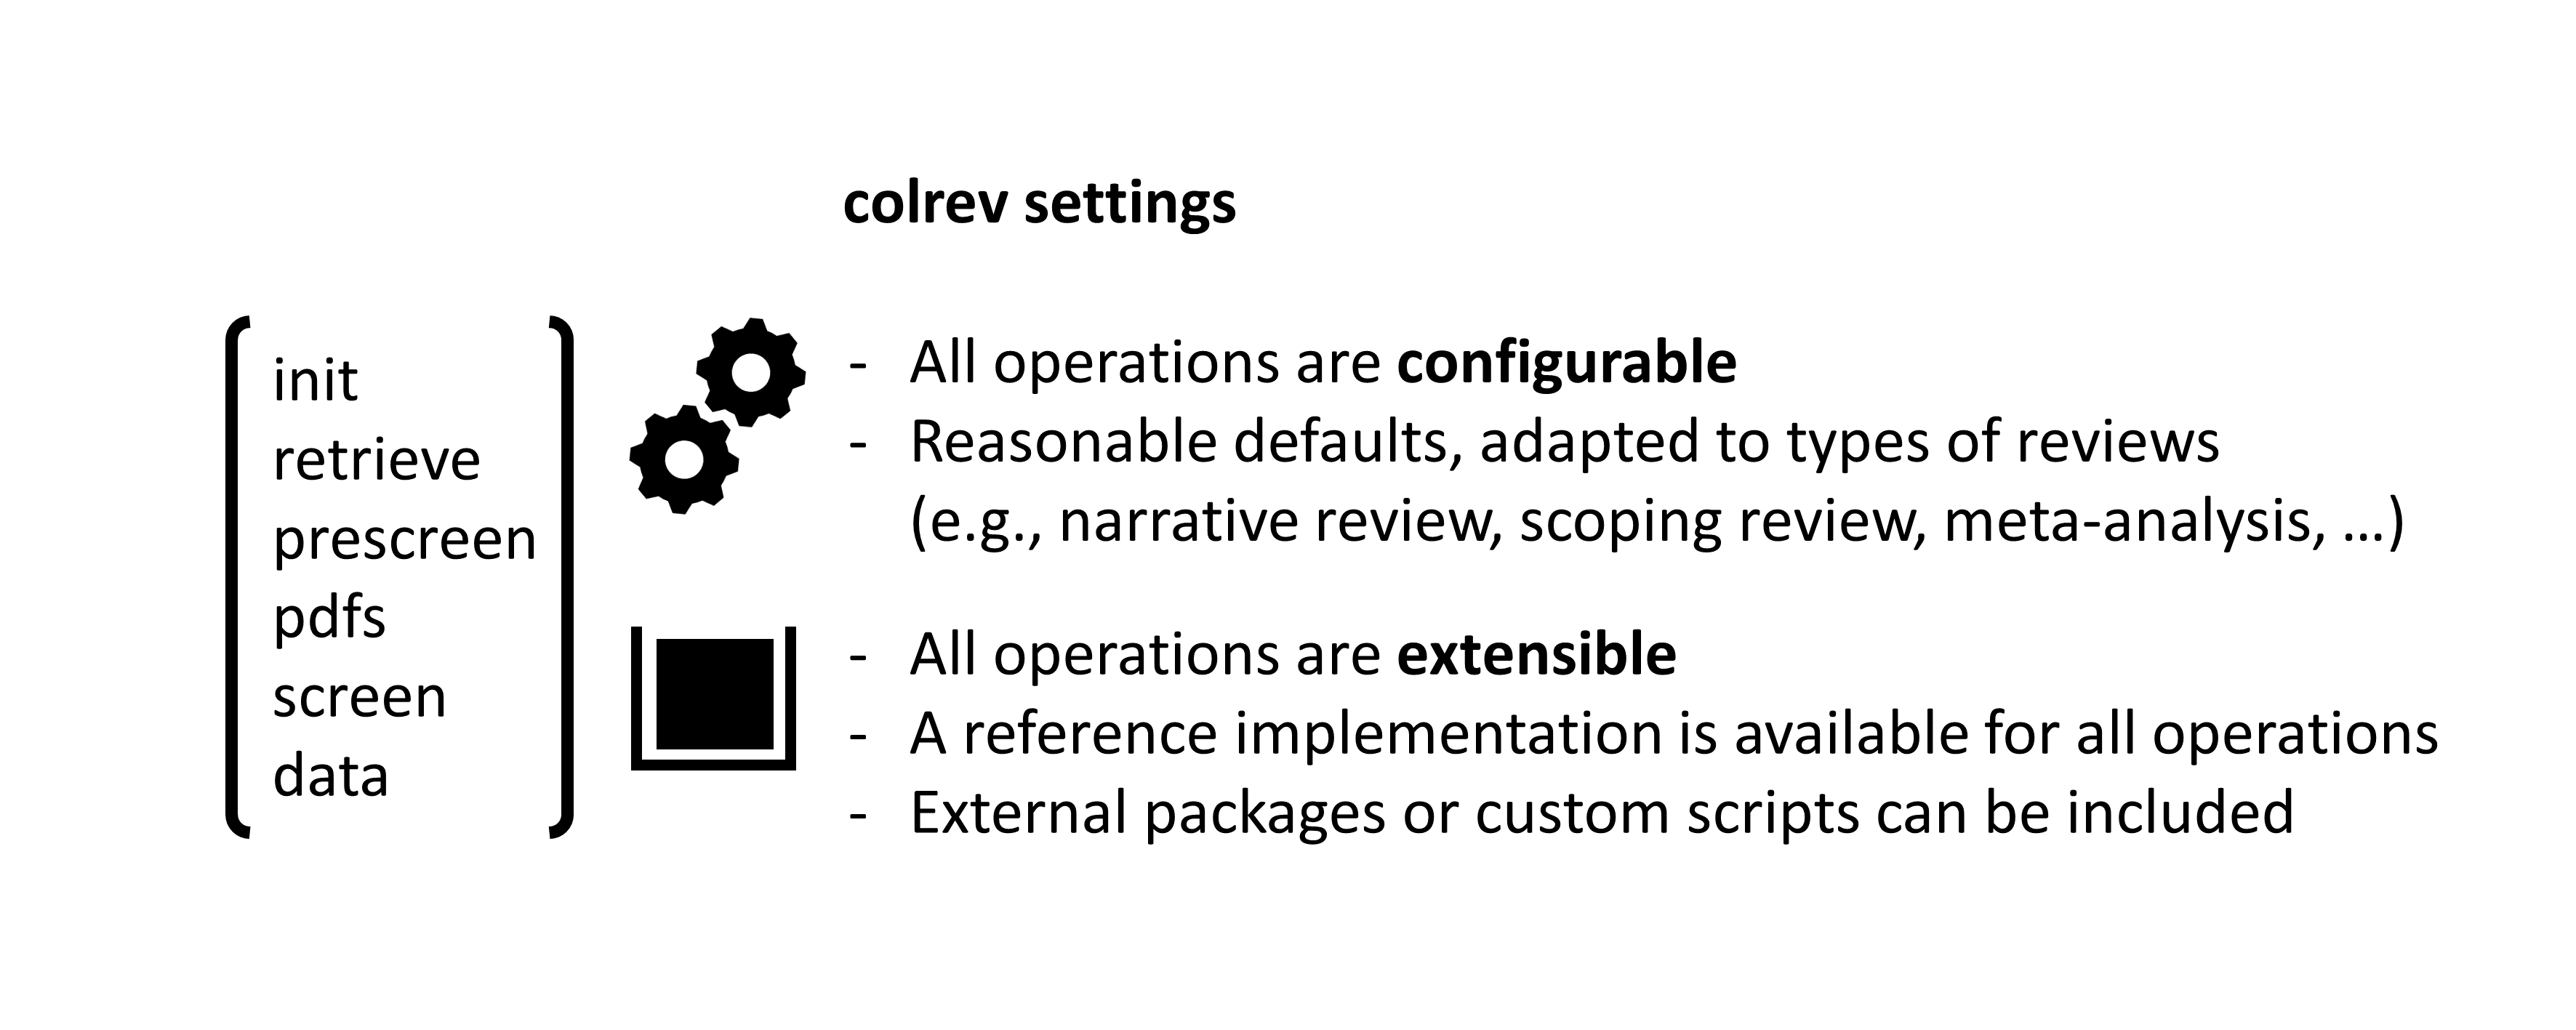 colrev settings
init
retrieve
prescreen
pdfs
screen
data
- All operations are configurable
- Reasonable defaults, adapted to types of reviews
(e.g., narrative review, scoping review, meta-analysis, ...)
- All operations are extensible
- A reference implementation is available for all operations
- External packages or custom scripts can be included